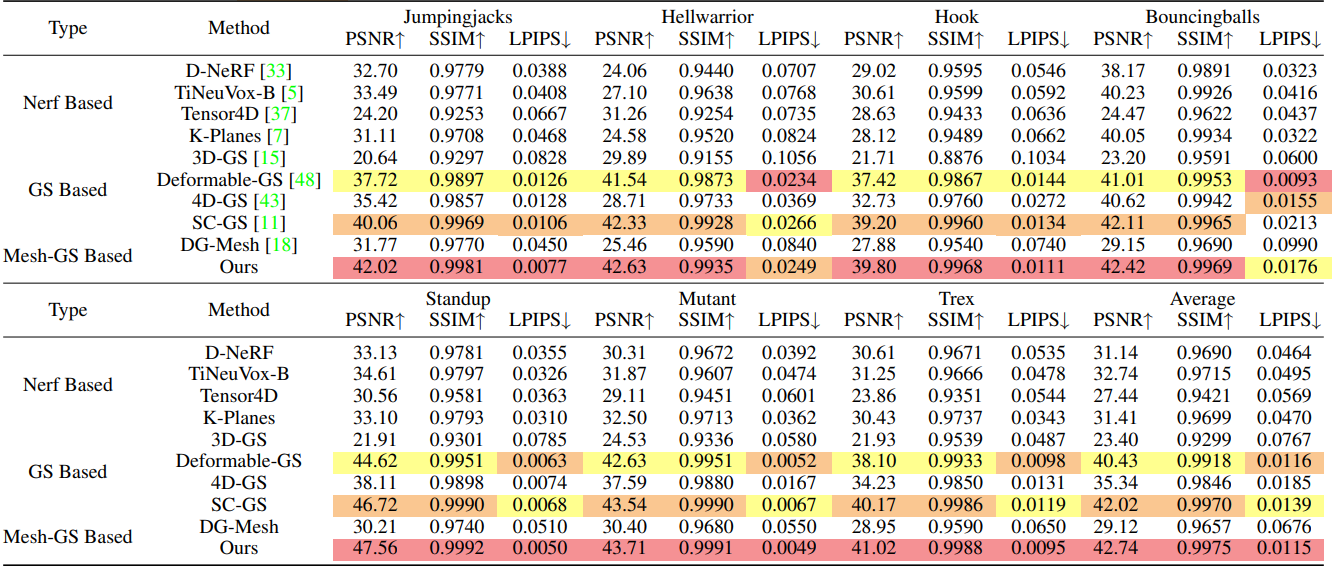 Type Method Jumpingjacks Hellwarrior Hook Bouncingballs
PSNR↑ SSIM↑ LPIPS↓ PSNR↑ SSIM↑ LPIPS↓ PSNR↑ SSIM↑ LPIPS↓ PSNR↑ SSIM↑ LPIPS↓
Nerf Based
D-NeRF [33] 32.70 0.9779 0.0388 24.06 0.9440 0.0707 29.02 0.9595 0.0546 38.17 0.9891 0.0323
TiNeuVox-B [5] 33.49 0.9771 0.0408 27.10 0.9638 0.0768 30.61 0.9599 0.0592 40.23 0.9926 0.0416
Tensor4D [37] 24.20 0.9253 0.0667 31.26 0.9254 0.0735 28.63 0.9433 0.0636 24.47 0.9622 0.0437
K-Planes [7] 31.11 0.9708 0.0468 24.58 0.9520 0.0824 28.12 0.9489 0.0662 40.05 0.9934 0.0322
GS Based
3D-GS [15] 20.64 0.9297 0.0828 29.89 0.9155 0.1056 21.71 0.8876 0.1034 23.20 0.9591 0.0600
Deformable-GS [48] 37.72 0.9897 0.0126 41.54 0.9873 0.0234 37.42 0.9867 0.0144 41.01 0.9953 0.0093
4D-GS [43] 35.42 0.9857 0.0128 28.71 0.9733 0.0369 32.73 0.9760 0.0272 40.62 0.9942 0.0155
SC-GS [11] 40.06 0.9969 0.0106 42.33 0.9928 0.0266 39.20 0.9960 0.0134 42.11 0.9965 0.0213
Mesh-GS Based
DG-Mesh [18] 31.77 0.9770 0.0450 25.46 0.9590 0.0840 27.88 0.9540 0.0740 29.15 0.9690 0.0990
Ours 42.02 0.9981 0.0077 42.63 0.9935 0.0249 39.80 0.9968 0.0111 42.42 0.9969 0.0176
Type Method Standup Mutant Trex Average
PSNR↑ SSIM↑ LPIPS↓ PSNR↑ SSIM↑ LPIPS↓ PSNR↑ SSIM↑ LPIPS↓ PSNR↑ SSIM↑ LPIPS↓
Nerf Based
D-NeRF 33.13 0.9781 0.0355 30.31 0.9672 0.0392 30.61 0.9671 0.0535 31.14 0.9690 0.0464
TiNeuVox-B 34.61 0.9797 0.0326 31.87 0.9607 0.0474 31.25 0.9666 0.0478 32.74 0.9715 0.0495
Tensor4D 30.56 0.9581 0.0363 29.11 0.9451 0.0601 23.86 0.9351 0.0544 27.44 0.9421 0.0569
K-Planes 33.10 0.9793 0.0310 32.50 0.9713 0.0362 30.43 0.9737 0.0343 31.41 0.9699 0.0470
GS Based
3D-GS 21.91 0.9301 0.0785 24.53 0.9336 0.0580 21.93 0.9539 0.0487 23.40 0.9299 0.0767
Deformable-GS 44.62 0.9951 0.0063 42.63 0.9951 0.0052 38.10 0.9933 0.0098 40.43 0.9918 0.0116
4D-GS 38.11 0.9898 0.0074 37.59 0.9880 0.0167 34.23 0.9850 0.0131 35.34 0.9846 0.0185
SC-GS 46.72 0.9990 0.0068 43.54 0.9990 0.0067 40.17 0.9986 0.0119 42.02 0.9970 0.0139
Mesh-GS Based
DG-Mesh 30.21 0.9740 0.0510 30.40 0.9680 0.0550 28.95 0.9590 0.0650 29.12 0.9657 0.0676
Ours 47.56 0.9992 0.0050 43.71 0.9991 0.0049 41.02 0.9988 0.0095 42.74 0.9975 0.0115